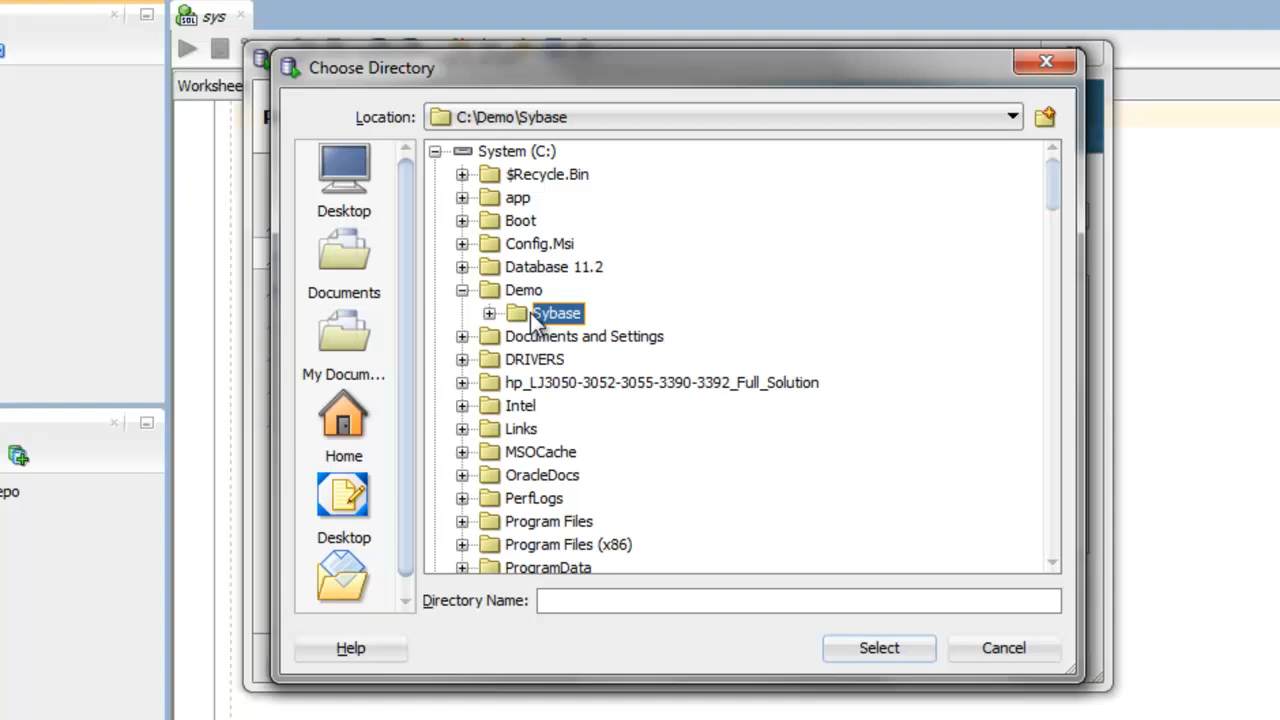 sys
Workshee
Choose Directory
Location: C:\Demo\Sybase
System (C:)
$Recycle.Bin
app
Boot
Config.Msi
Database 11.2
Demo
Sybase
Documents and Settings
DRIVERS
hp_LJ3050-3052-3055-3390-3392_Full_Solution
Intel
Links
MSOCache
OracleDocs
PerfLogs
Program Files
Program Files (x86)
ProgramData
Desktop
Documents
My Docum...
Home
Desktop
Directory Name:
Help
Select
Cancel
epo